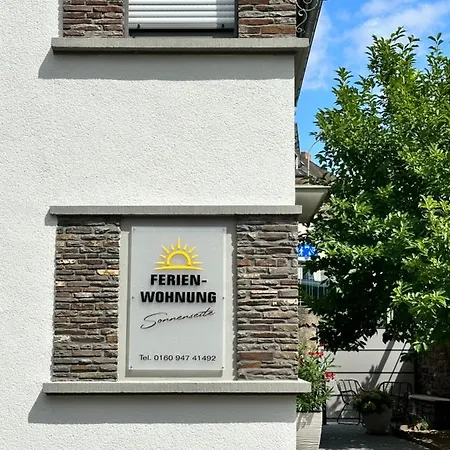 FERIEN-
WOHNUNG
Sonnenseite
Tel. 0160 947 41492